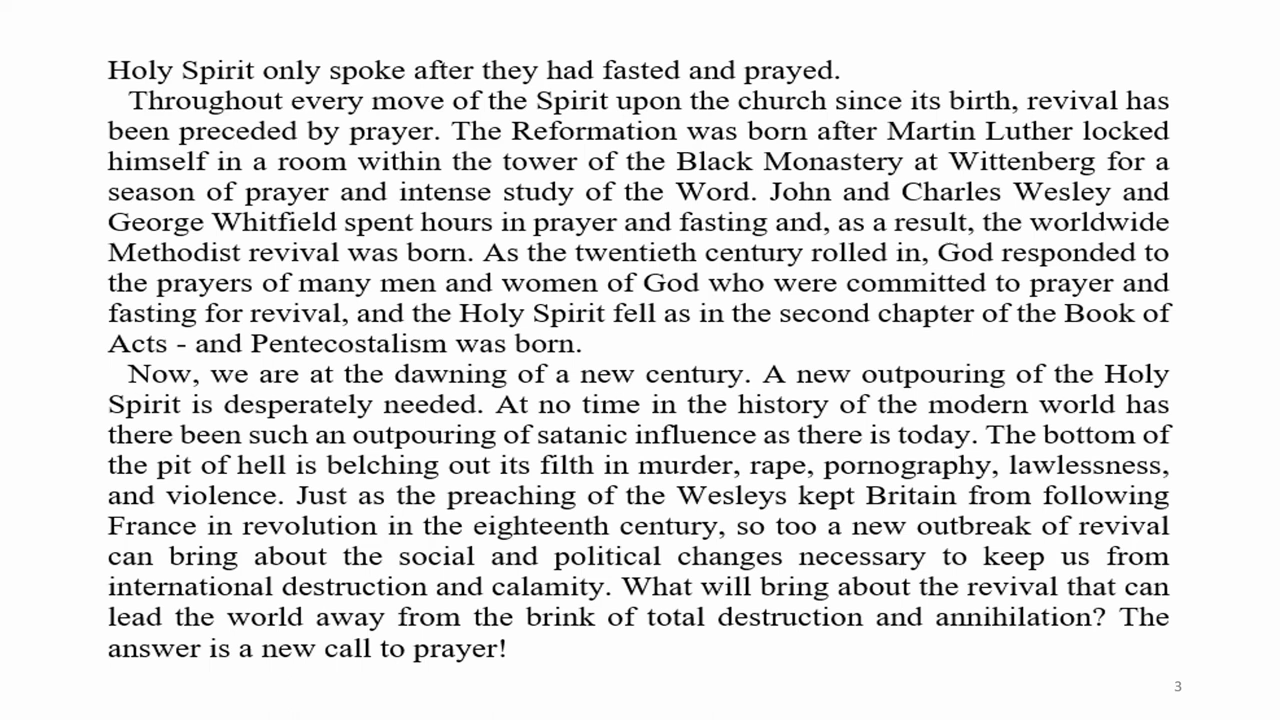 Holy Spirit only spoke after they had fasted and prayed.
Throughout every move of the Spirit upon the church since its birth, revival has
been preceded by prayer. The Reformation was born after Martin Luther locked
himself in a room within the tower of the Black Monastery at Wittenberg for a
season of prayer and intense study of the Word. John and Charles Wesley and
George Whitfield spent hours in prayer and fasting and, as a result, the worldwide
Methodist revival was born. As the twentieth century rolled in, God responded to
the prayers of many men and women of God who were committed to prayer and
fasting for revival, and the Holy Spirit fell as in the second chapter of the Book of
Acts - and Pentecostalism was born.
Now, we are at the dawning of a new century. A new outpouring of the Holy
Spirit is desperately needed. At no time in the history of the modern world has
there been such an outpouring of satanic influence as there is today. The bottom of
the pit of hell is belching out its filth in murder, rape, pornography, lawlessness,
and violence. Just as the preaching of the Wesleys kept Britain from following
France in revolution in the eighteenth century, so too a new outbreak of revival
can bring about the social and political changes necessary to keep us from
international destruction and calamity. What will bring about the revival that can
lead the world away from the brink of total destruction and annihilation? The
answer is a new call to prayer!
3